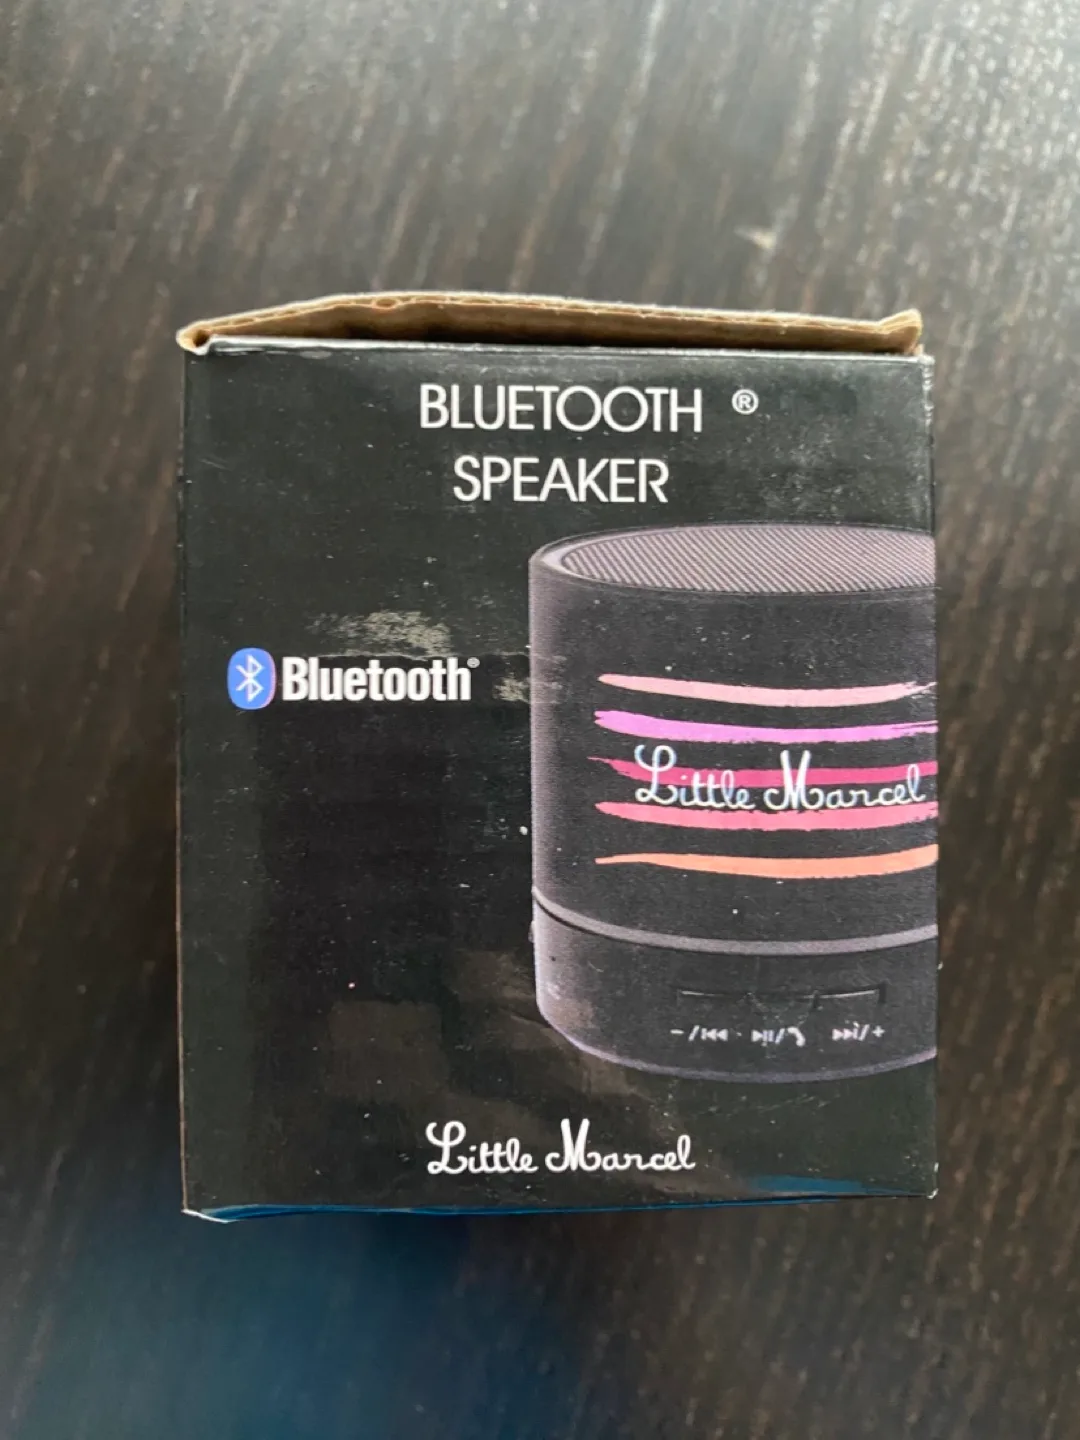 BLUETOOTH ®
SPEAKER
Bluetooth®
Little Marcel
-/⏮ · ⏯/📞 ⏭/+
Little Marcel